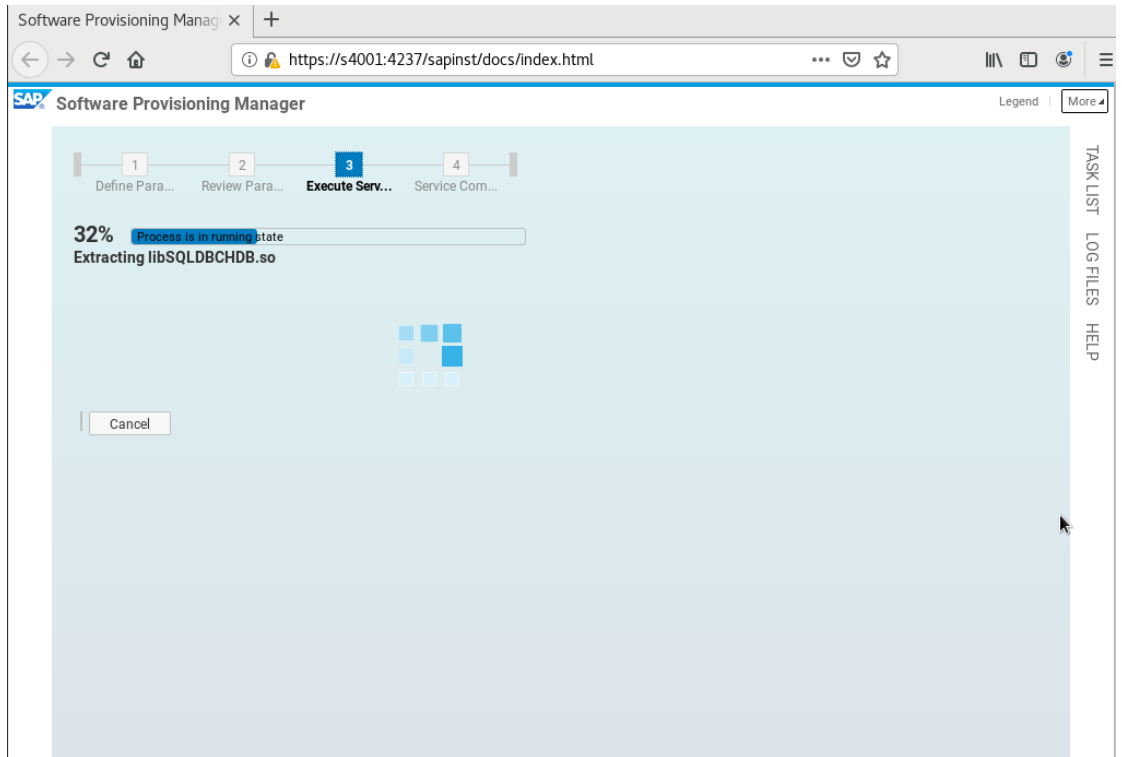 Software Provisioning Manag
https://s4001:4237/sapinst/docs/index.html
SAP Software Provisioning Manager
Legend
More
1
2
3
4
Define Para...
Review Para...
Execute Serv...
Service Com...
32%
Process is in running state
Extracting libSQLDBCHDB.so
Cancel
TASK LIST
LOG FILES
HELP